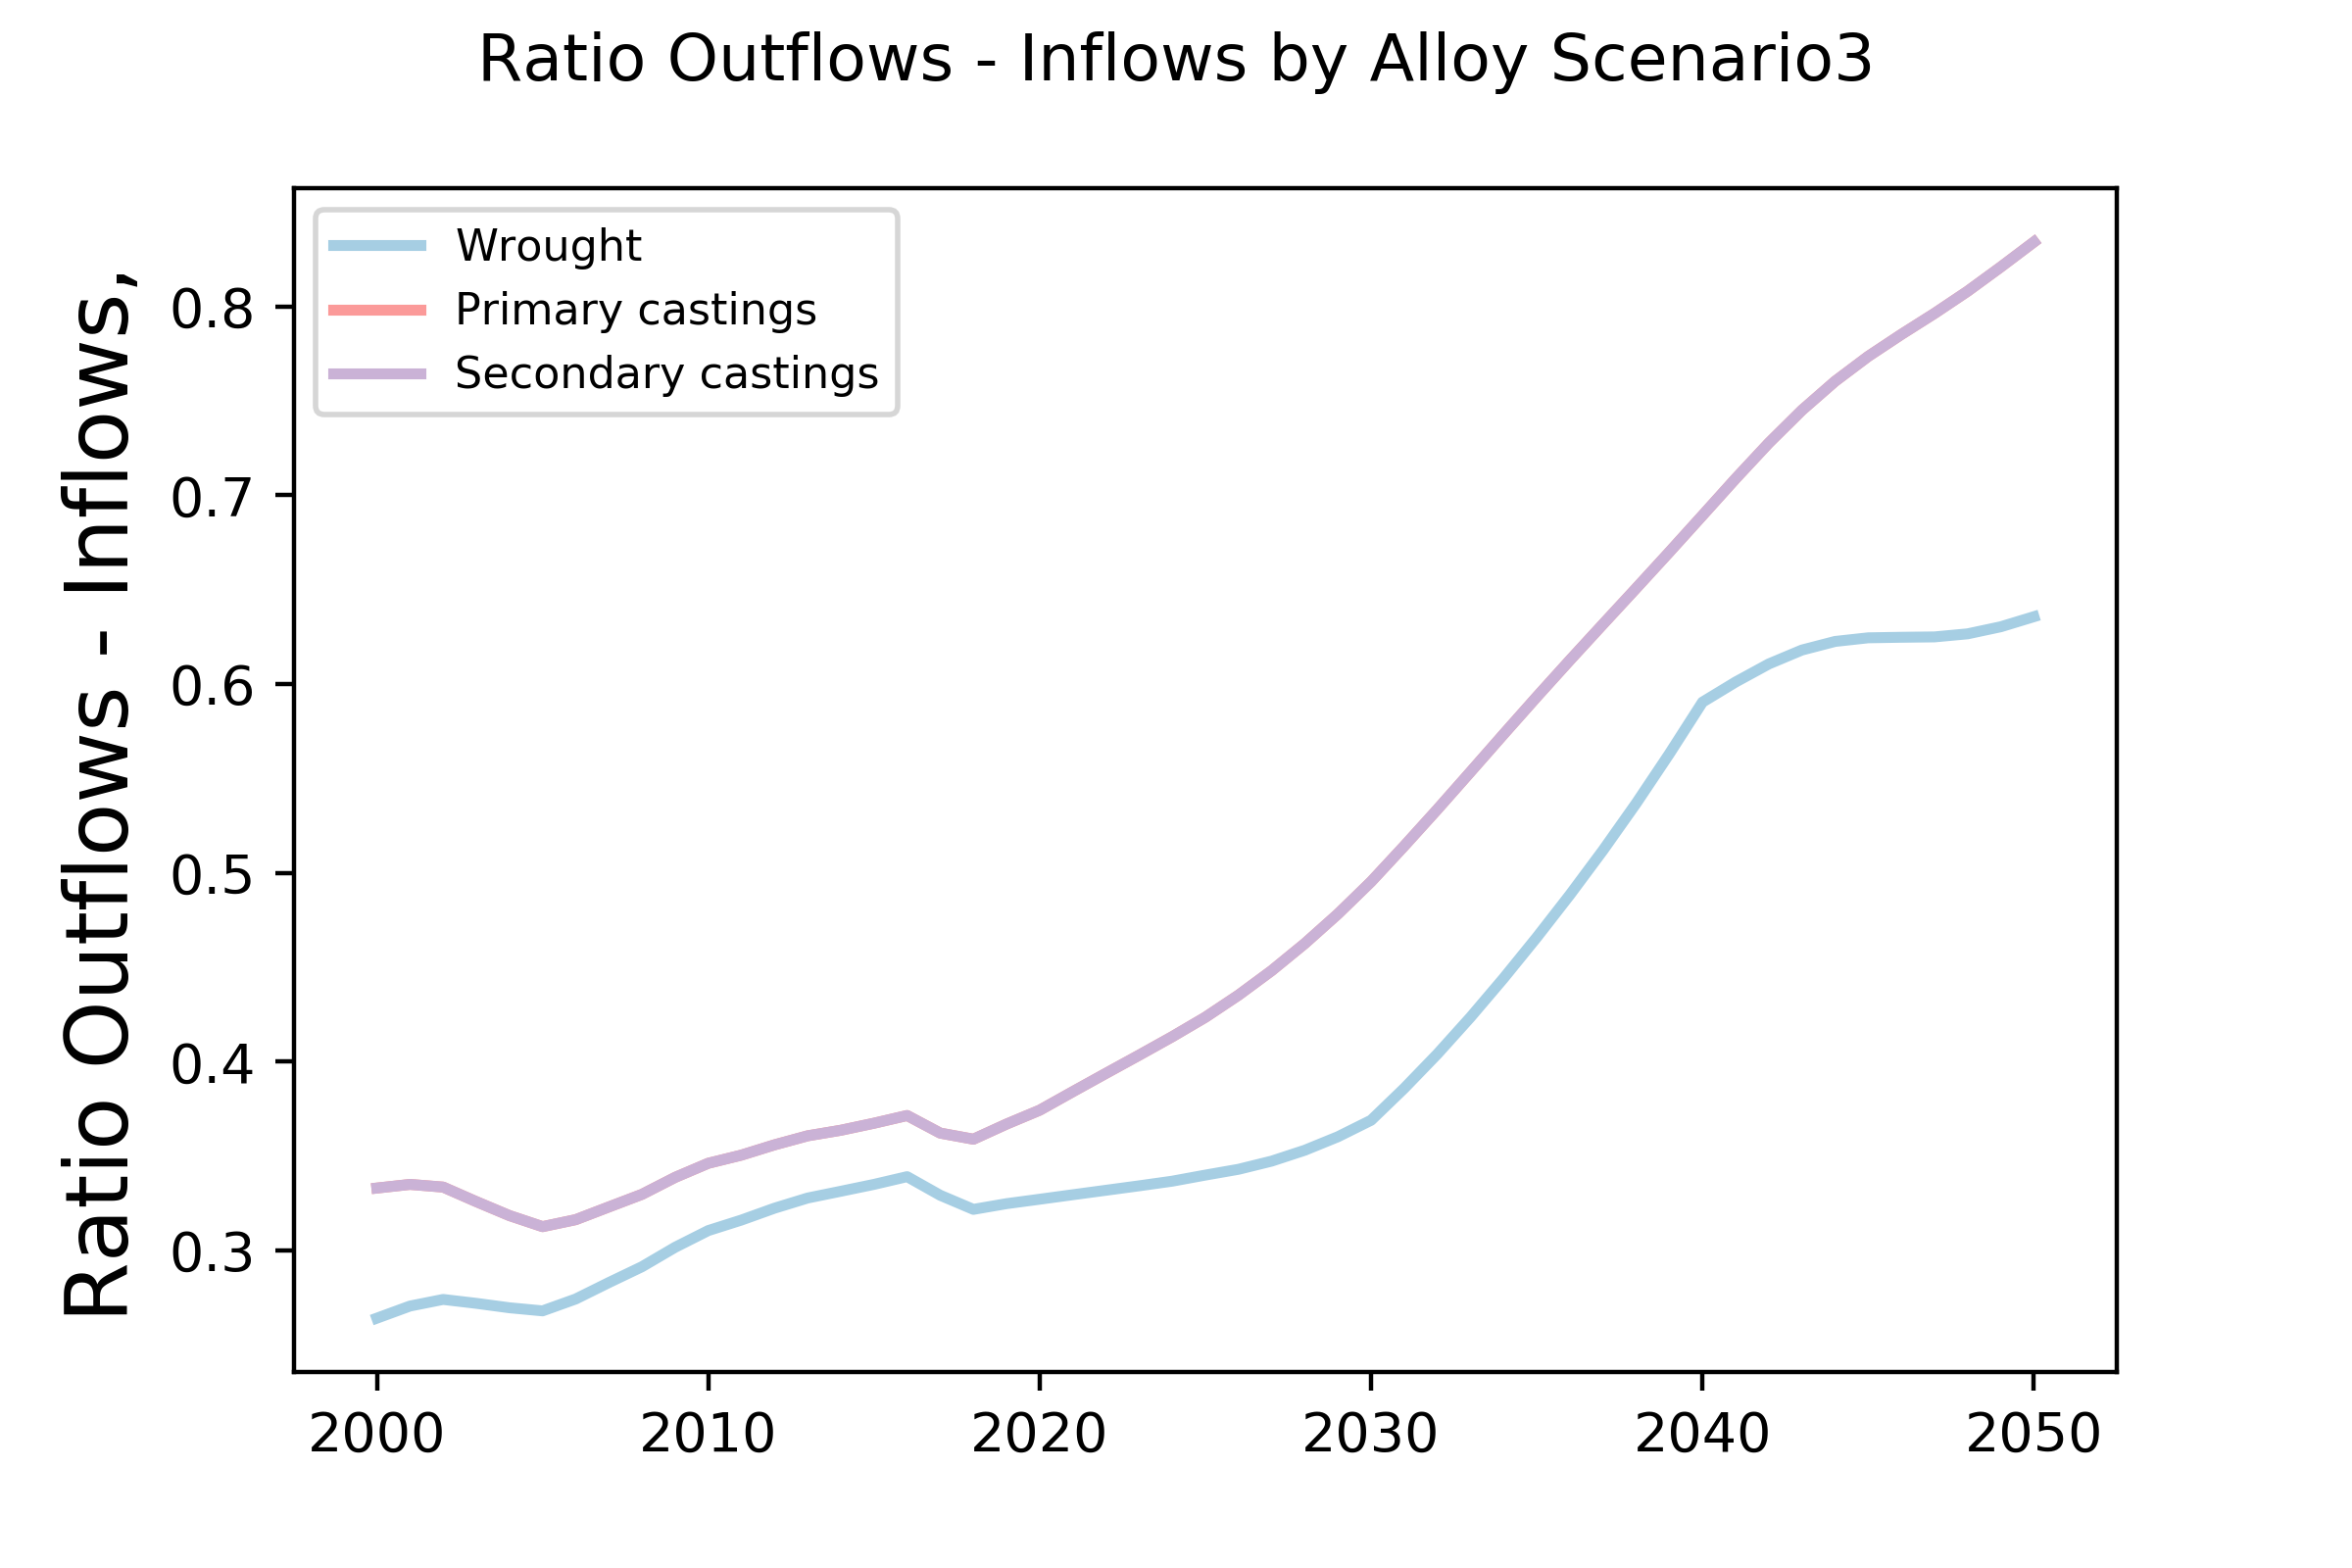 Ratio Outflows - Inflows by Alloy Scenario3
Wrought
Primary castings
Secondary castings
Ratio Outflows - Inflows,
0.8
0.7
0.6
0.5
0.4
0.3
2000 2010 2020 2030 2040 2050